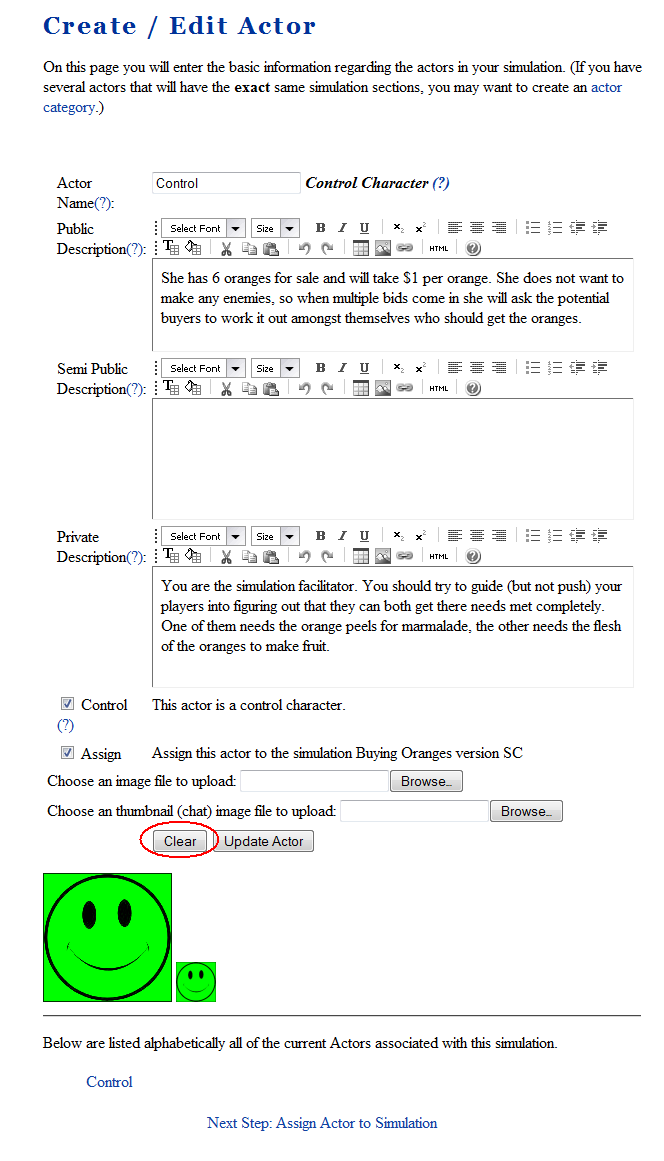 Create / Edit Actor
On this page you will enter the basic information regarding the actors in your simulation. (If you have
several actors that will have the exact same simulation sections, you may want to create an actor
category.)
Actor Control Control Character (?)
Name(?):
Public Select Font Size B I U x₂ x²
Description(?): T HTML ?
She has 6 oranges for sale and will take $1 per orange. She does not want to
make any enemies, so when multiple bids come in she will ask the potential
buyers to work it out amongst themselves who should get the oranges.
Semi Public Select Font Size B I U x₂ x²
Description(?): T HTML ?
Private Select Font Size B I U x₂ x²
Description(?): T HTML ?
You are the simulation facilitator. You should try to guide (but not push) your
players into figuring out that they can both get there needs met completely.
One of them needs the orange peels for marmalade, the other needs the flesh
of the oranges to make fruit.
Control This actor is a control character.
(?)
Assign Assign this actor to the simulation Buying Oranges version SC
Choose an image file to upload: Browse...
Choose an thumbnail (chat) image file to upload: Browse...
Clear Update Actor
Below are listed alphabetically all of the current Actors associated with this simulation.
Control
Next Step: Assign Actor to Simulation